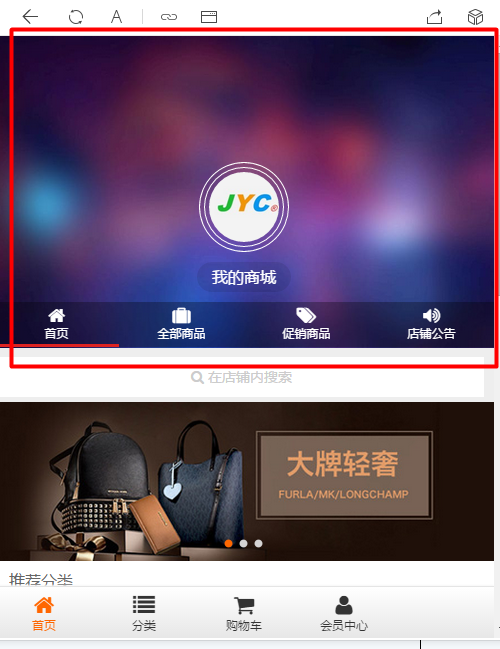 A
JYC®
我的商城
首页 全部商品 促销商品 店铺公告
在店铺内搜索
大牌轻奢
FURLA/MK/LONGCHAMP
推荐分类
首页 分类 购物车 会员中心